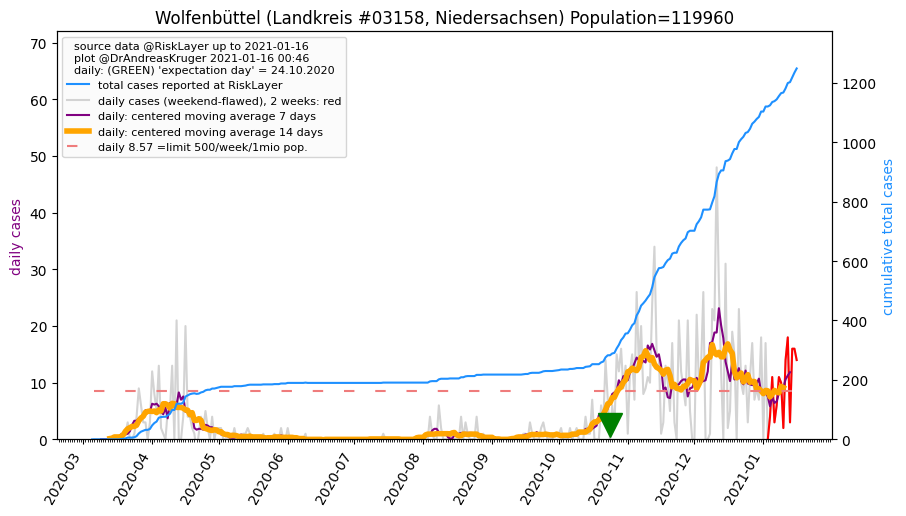 Wolfenbüttel (Landkreis #03158, Niedersachsen) Population=119960
source data @RiskLayer up to 2021-01-16
plot @DrAndreasKruger 2021-01-16 00:46
daily: (GREEN) 'expectation day' = 24.10.2020
total cases reported at RiskLayer
daily cases (weekend-flawed), 2 weeks: red
daily: centered moving average 7 days
daily: centered moving average 14 days
daily 8.57 =limit 500/week/1mio pop.
daily cases
70
60
50
40
30
20
10
0
cumulative total cases
1200
1000
800
600
400
200
0
2020-03
2020-04
2020-05
2020-06
2020-07
2020-08
2020-09
2020-10
2020-11
2020-12
2021-01